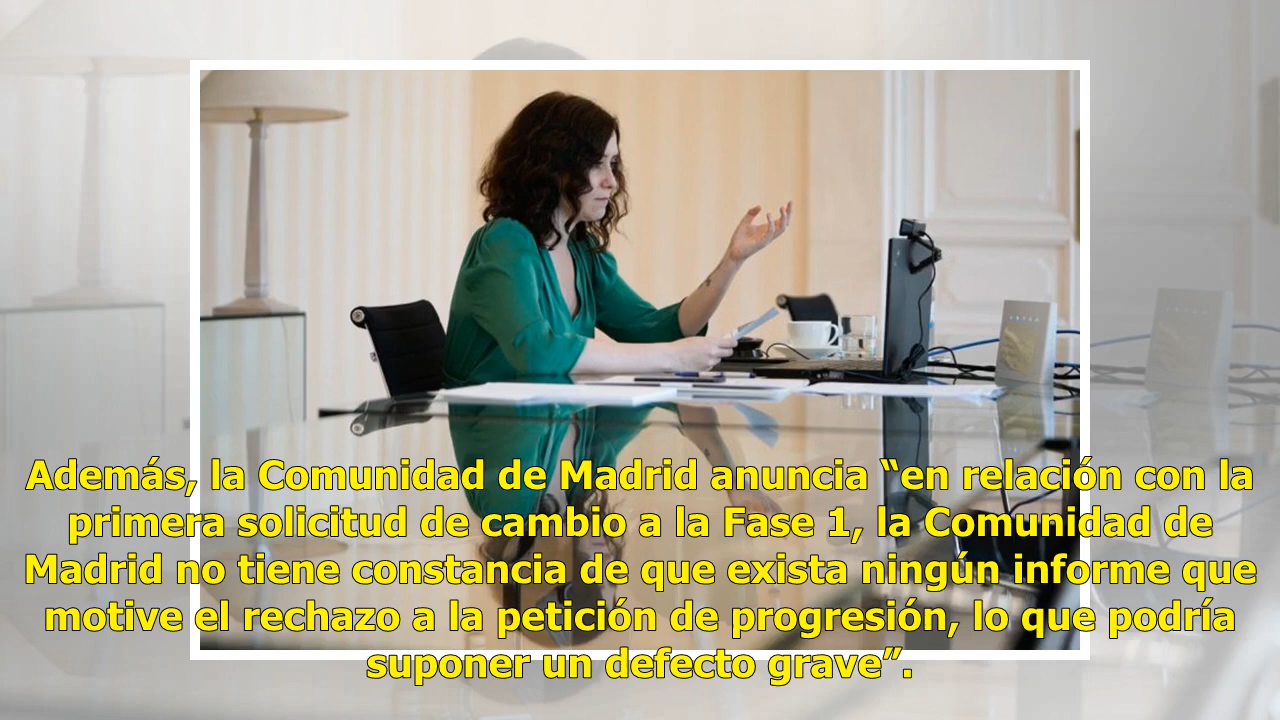 Además, la Comunidad de Madrid anuncia “en relación con la
primera solicitud de cambio a la Fase 1, la Comunidad de
Madrid no tiene constancia de que exista ningún informe que
motive el rechazo a la petición de progresión, lo que podría
suponer un defecto grave”.